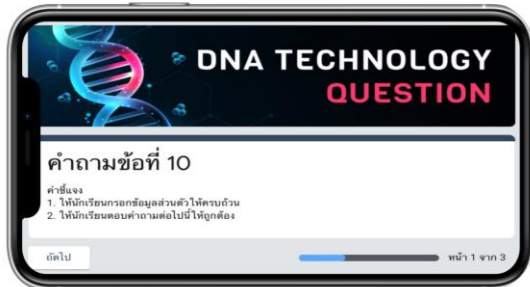 DNA TECHNOLOGY
QUESTION
คำถามข้อที่ 10
คำชี้แจง
1. ให้นักเรียนกรอกข้อมูลส่วนตัวให้ครบถ้วน
2. ให้นักเรียนตอบคำถามต่อไปนี้ให้ถูกต้อง
ถัดไป
หน้า 1 จาก 3